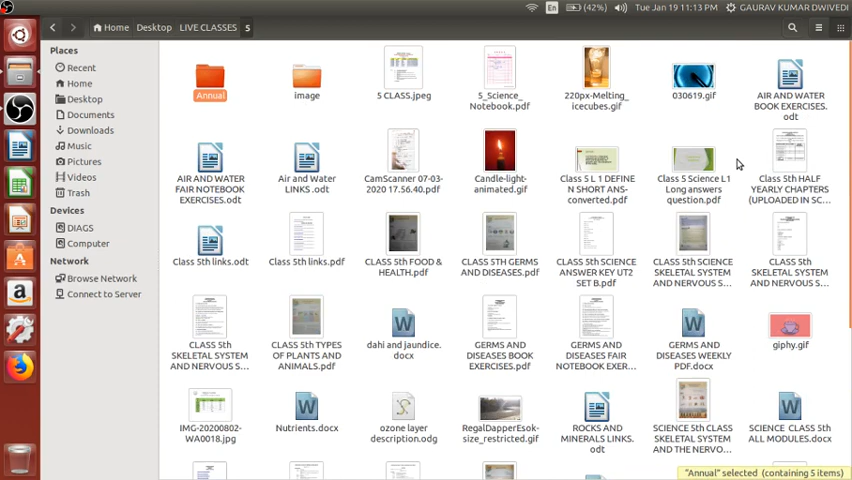 En
(42%)
Tue Jan 19 11:13 PM
GAURAV KUMAR DWIVEDI
Home
Desktop
LIVE CLASSES
5
Places
Recent
Home
Desktop
Documents
Downloads
Music
Pictures
Videos
Trash
Devices
DIAGS
Computer
Network
Browse Network
Connect to Server
Annual
image
5 CLASS.jpeg
5_Science_
Notebook.pdf
220px-Melting_
icecubes.gif
030619.gif
AIR AND WATER
BOOK EXERCISES.
odt
AIR AND WATER
FAIR NOTEBOOK
EXERCISES.odt
Air and Water
LINKS .odt
CamScanner 07-03-
2020 17.56.40.pdf
Candle-light-
animated.gif
Class 5 L 1 DEFINE
N SHORT ANS-
converted.pdf
Class 5 Science L1
Long answers
question.pdf
Class 5th HALF
YEARLY CHAPTERS
(UPLOADED IN SC...
Class 5th links.odt
Class 5th links.pdf
CLASS 5th FOOD &
HEALTH.pdf
CLASS 5TH GERMS
AND DISEASES.pdf
CLASS 5th SCIENCE
ANSWER KEY UT2
SET B.pdf
CLASS 5th SCIENCE
SKELETAL SYSTEM
AND NERVOUS S...
CLASS 5th
SKELETAL SYSTEM
AND NERVOUS S...
CLASS 5th
SKELETAL SYSTEM
AND NERVOUS S...
CLASS 5th TYPES
OF PLANTS AND
ANIMALS.pdf
dahi and jaundice.
docx
GERMS AND
DISEASES BOOK
EXERCISES.pdf
GERMS AND
DISEASES FAIR
NOTEBOOK EXER...
GERMS AND
DISEASES WEEKLY
PDF.docx
giphy.gif
IMG-20200802-
WA0018.jpg
Nutrients.docx
ozone layer
description.odg
RegalDapperEsok-
size_restricted.gif
ROCKS AND
MINERALS LINKS.
odt
SCIENCE 5th CLASS
SKELETAL SYSTEM
AND THE NERVO...
SCIENCE CLASS 5th
ALL MODULES.docx
"Annual" selected (containing 5 items)